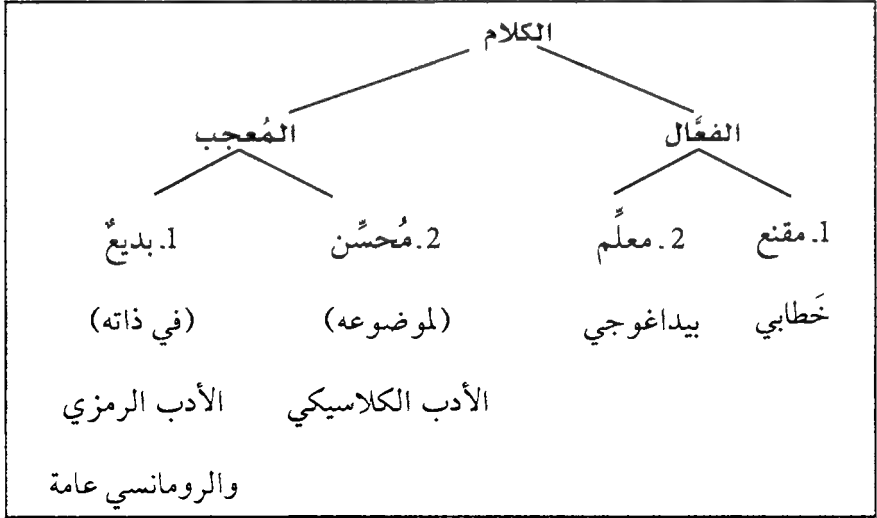 الكلام
الفعَّال المُعجب
1. مقنع 2. معلِّم 2. مُحسِّن 1. بديعٌ
خَطابي بيداغوجي (لموضوعه) (في ذاته)
الأدب الكلاسيكي الأدب الرمزي
والرومانسي عامة